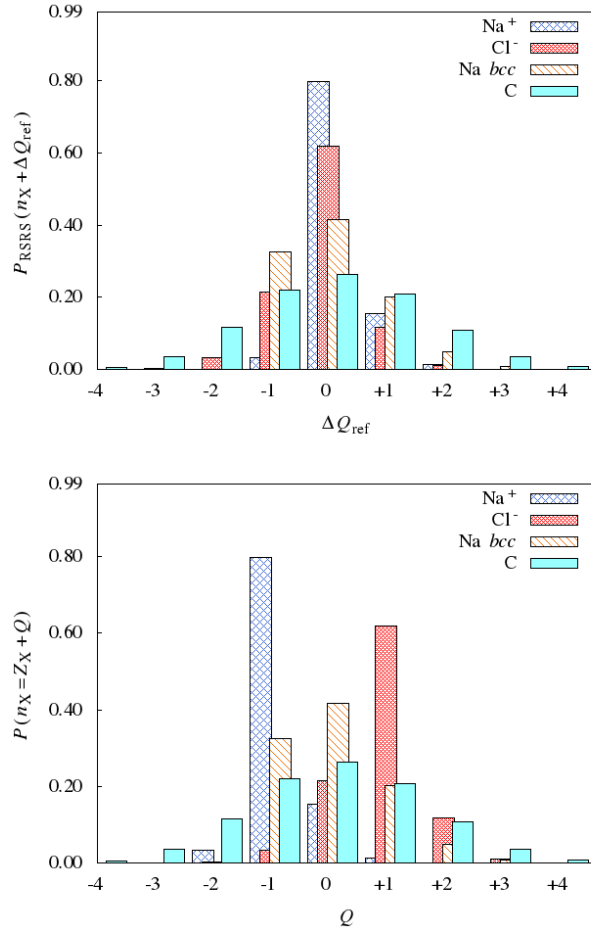 0.99
Na⁺
Cl⁻
Na bcc
C
0.80
0.60
0.40
0.20
0.00
P_RSRS (n_X + ΔQ_ref)
-4 -3 -2 -1 0 +1 +2 +3 +4
ΔQ_ref
0.99
Na⁺
Cl⁻
Na bcc
C
0.80
0.60
0.40
0.20
0.00
P (n_X = Z_X + Q)
-4 -3 -2 -1 0 +1 +2 +3 +4
Q